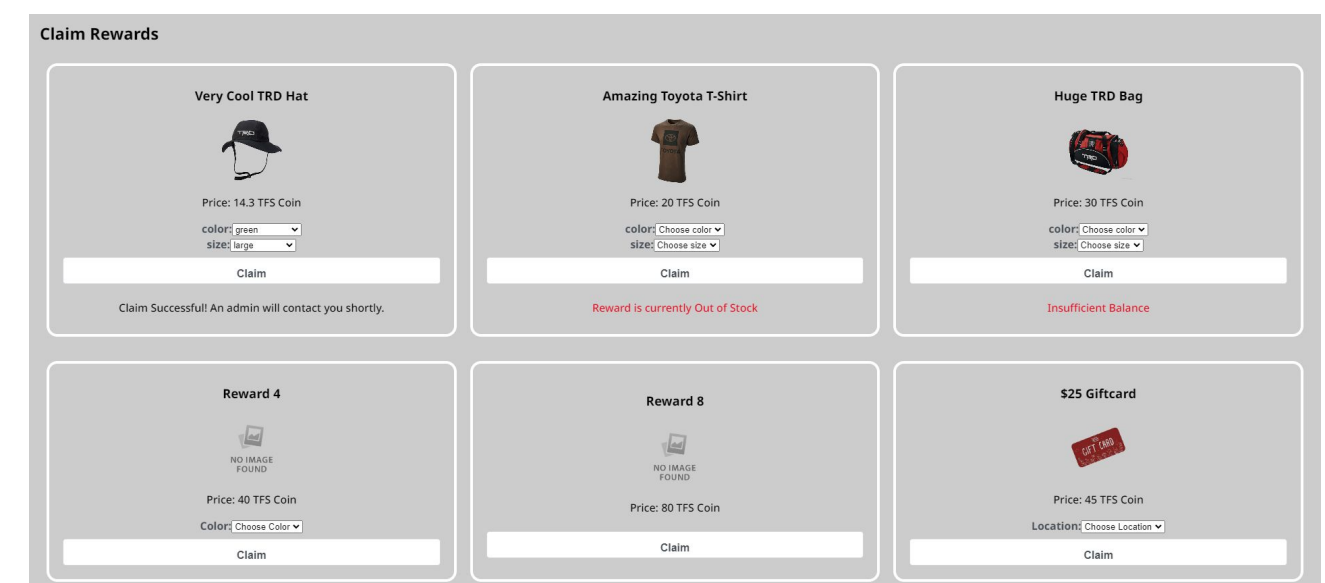 Claim Rewards
Very Cool TRD Hat
TRD
Price: 14.3 TFS Coin
color: green
size: large
Claim
Claim Successful! An admin will contact you shortly.
Amazing Toyota T-Shirt
Price: 20 TFS Coin
color: Choose color
size: Choose size
Claim
Reward is currently Out of Stock
Huge TRD Bag
TRD
Price: 30 TFS Coin
color: Choose color
size: Choose size
Claim
Insufficient Balance
Reward 4
NO IMAGE
FOUND
Price: 40 TFS Coin
Color: Choose Color
Claim
Reward 8
NO IMAGE
FOUND
Price: 80 TFS Coin
Claim
$25 Giftcard
GIFT CARD
Price: 45 TFS Coin
Location: Choose Location
Claim